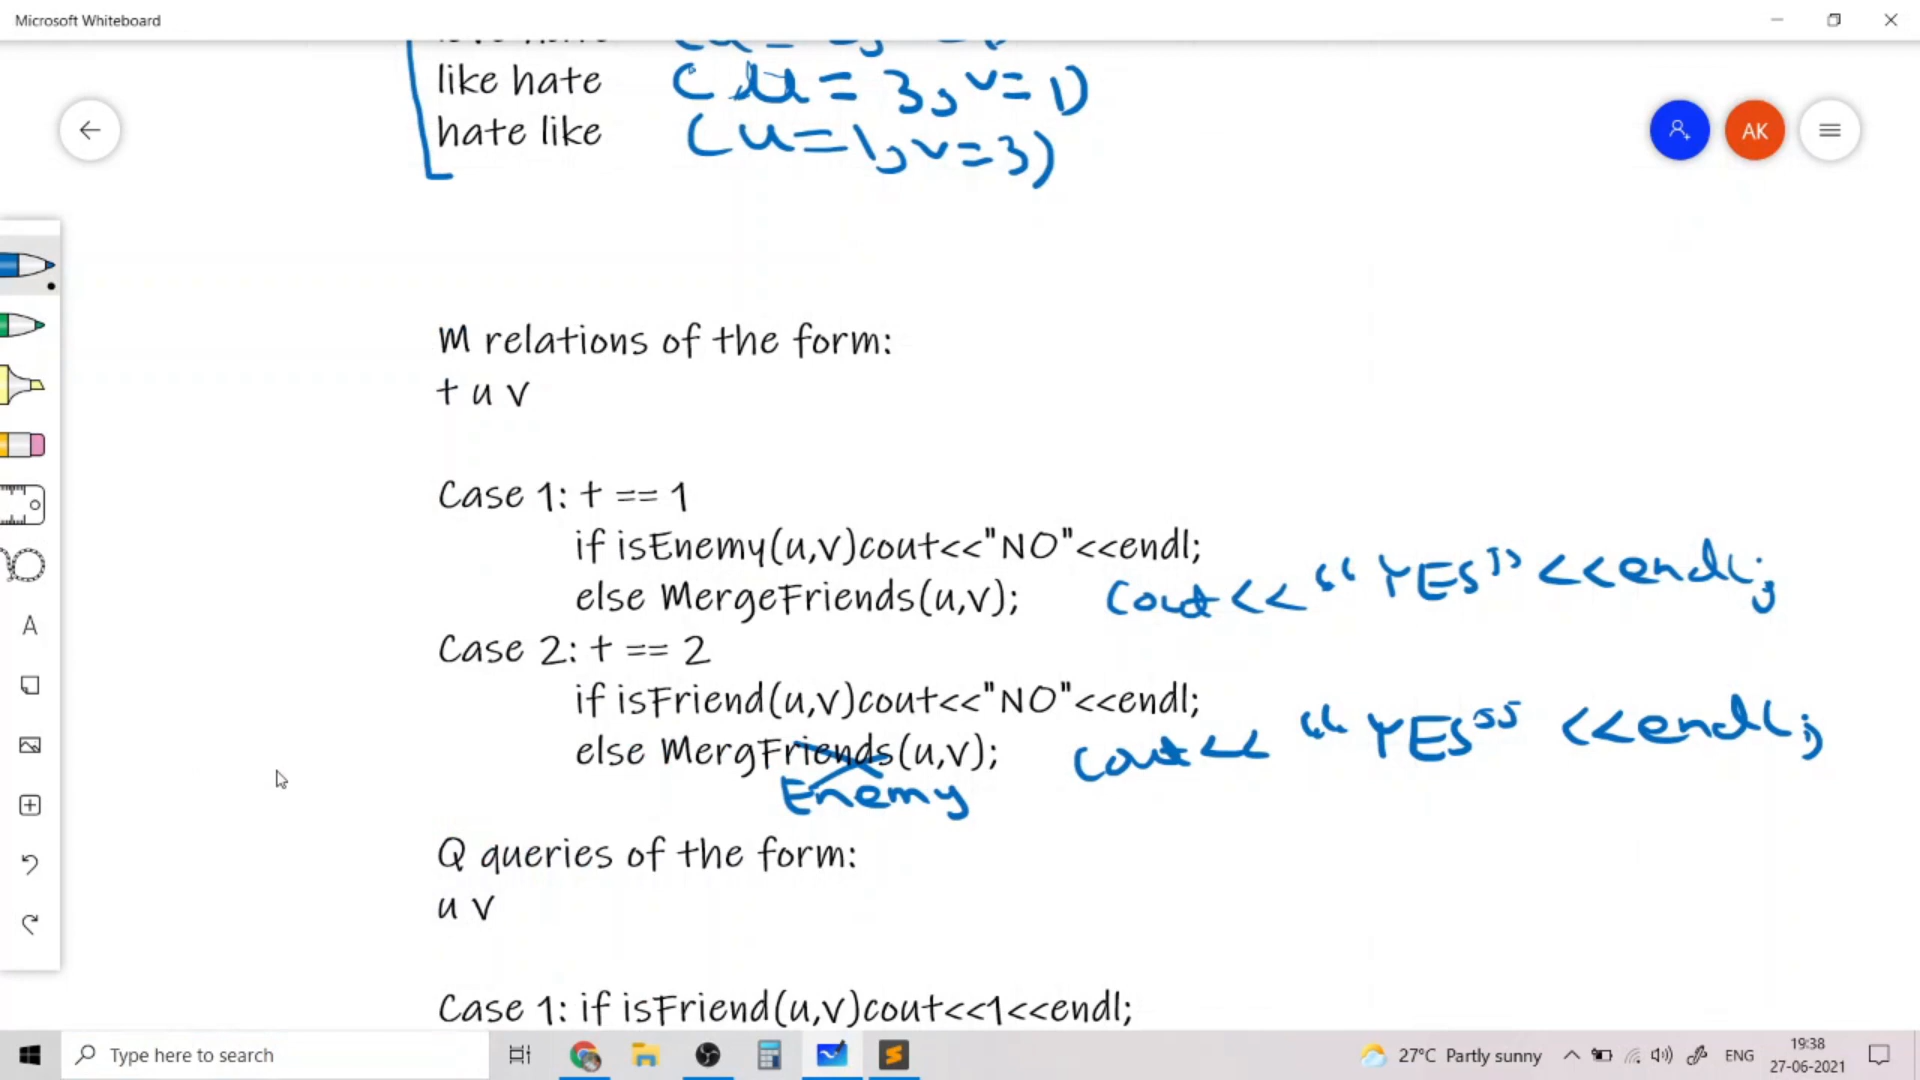 Microsoft Whiteboard
like hate (u = 3, v = 1)
hate like (u = 1, v = 3)
AK
M relations of the form:
t u v
Case 1: t == 1
if isEnemy(u,v)cout<<"NO"<<endl;
else MergeFriends(u,v); cout<<"YES"<<endl;
Case 2: t == 2
if isFriend(u,v)cout<<"NO"<<endl;
else MergFriends(u,v); cout<< "YES" <<endl;
Enemy
Q queries of the form:
u v
Case 1: if isFriend(u,v)cout<<1<<endl;
Type here to search
27°C Partly sunny
ENG
19:38
27-06-2021